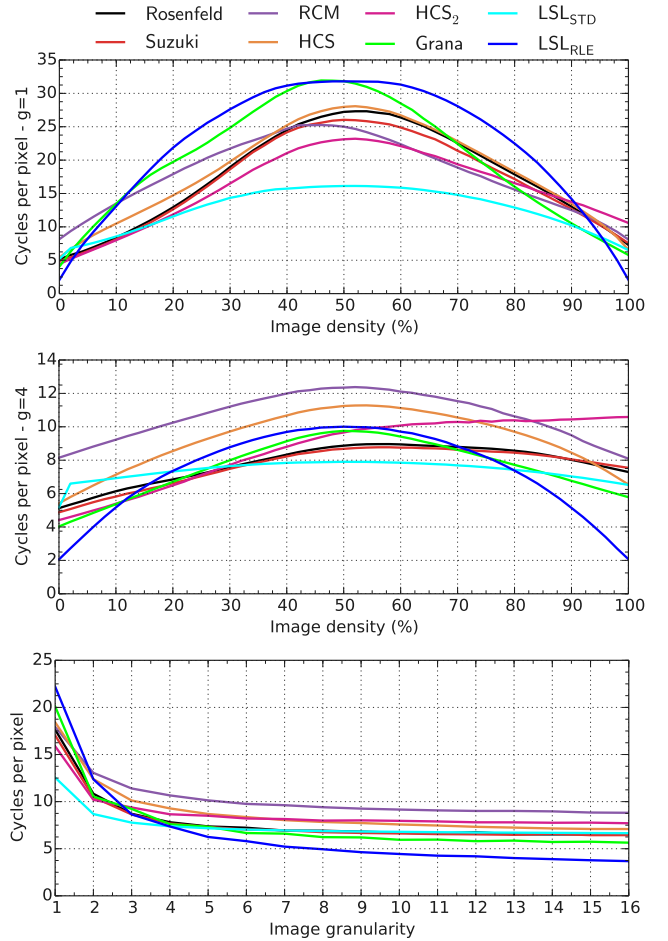 Rosenfeld RCM HCS₂ LSL_STD
Suzuki HCS Grana LSL_RLE
Cycles per pixel - g=1
35
30
25
20
15
10
5
0
0 10 20 30 40 50 60 70 80 90 100
Image density (%)
Cycles per pixel - g=4
14
12
10
8
6
4
2
0
0 10 20 30 40 50 60 70 80 90 100
Image density (%)
Cycles per pixel
25
20
15
10
5
0
1 2 3 4 5 6 7 8 9 10 11 12 13 14 15 16
Image granularity